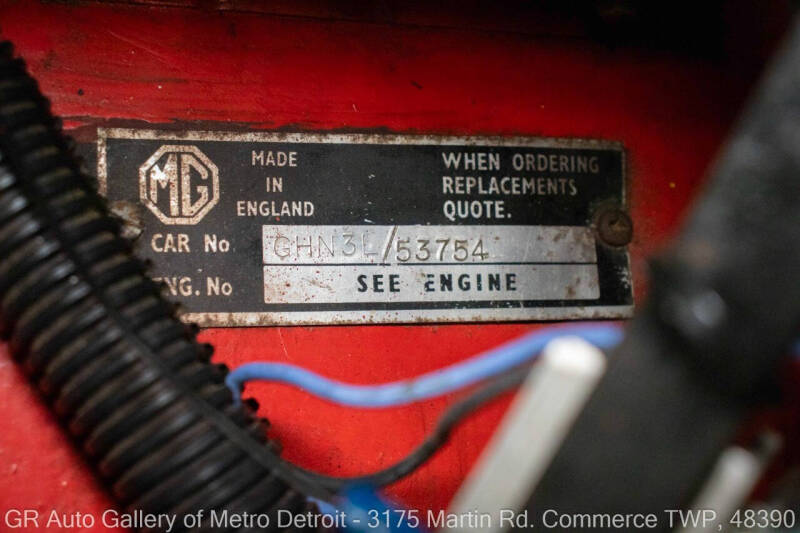 MG
MADE
IN
ENGLAND
WHEN ORDERING
REPLACEMENTS
QUOTE.
CAR No. GHN3L/53754
ENG. No SEE ENGINE
GR Auto Gallery of Metro Detroit - 3175 Martin Rd. Commerce TWP, 48390